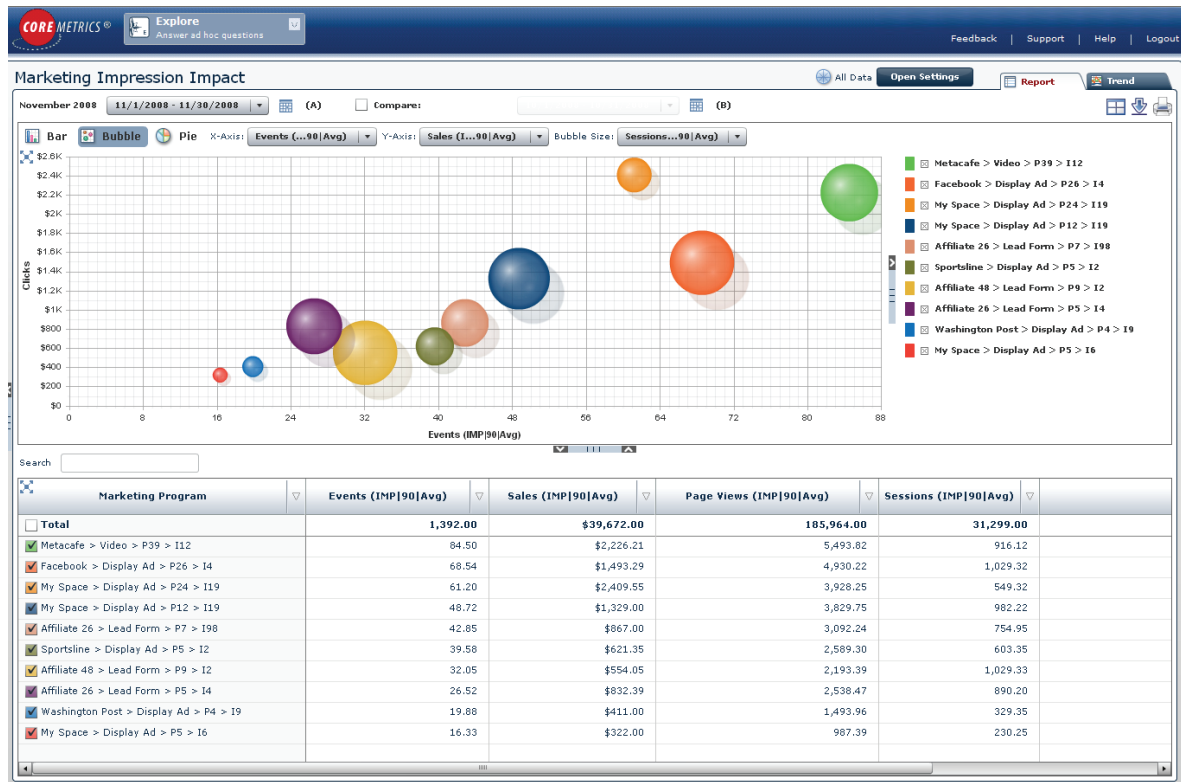 COREMETRICS ®
Explore
Answer ad hoc questions
Feedback | Support | Help | Logout
Marketing Impression Impact
All Data
Open Settings
Report
Trend
November 2008
11/1/2008 - 11/30/2008
(A)
Compare:
(B)
Bar
Bubble
Pie
X-Axis: Events (...90|Avg)
Y-Axis: Sales (I...90|Avg)
Bubble Size: Sessions...90|Avg)
$2.6K
$2.4K
$2.2K
$2K
$1.8K
$1.6K
$1.4K
$1.2K
$1K
$800
$600
$400
$200
$0
Clicks
0 8 16 24 32 40 48 56 64 72 80 88
Events (IMP|90|Avg)
Metacafe > Video > P39 > I12
Facebook > Display Ad > P26 > I4
My Space > Display Ad > P24 > I19
My Space > Display Ad > P12 > I19
Affiliate 26 > Lead Form > P7 > I98
Sportsline > Display Ad > P5 > I2
Affiliate 48 > Lead Form > P9 > I2
Affiliate 26 > Lead Form > P5 > I4
Washington Post > Display Ad > P4 > I9
My Space > Display Ad > P5 > I6
Search
Marketing Program Events (IMP|90|Avg) Sales (IMP|90|Avg) Page Views (IMP|90|Avg) Sessions (IMP|90|Avg)
Total 1,392.00 $39,672.00 185,964.00 31,299.00
Metacafe > Video > P39 > I12 84.50 $2,226.21 5,493.82 916.12
Facebook > Display Ad > P26 > I4 68.54 $1,493.29 4,930.22 1,029.32
My Space > Display Ad > P24 > I19 61.20 $2,409.55 3,928.25 549.32
My Space > Display Ad > P12 > I19 48.72 $1,329.00 3,829.75 982.22
Affiliate 26 > Lead Form > P7 > I98 42.85 $867.00 3,092.24 754.95
Sportsline > Display Ad > P5 > I2 39.58 $621.35 2,589.30 603.35
Affiliate 48 > Lead Form > P9 > I2 32.05 $554.05 2,193.39 1,029.33
Affiliate 26 > Lead Form > P5 > I4 26.52 $832.39 2,538.47 890.20
Washington Post > Display Ad > P4 > I9 19.88 $411.00 1,493.96 329.35
My Space > Display Ad > P5 > I6 16.33 $322.00 987.39 230.25